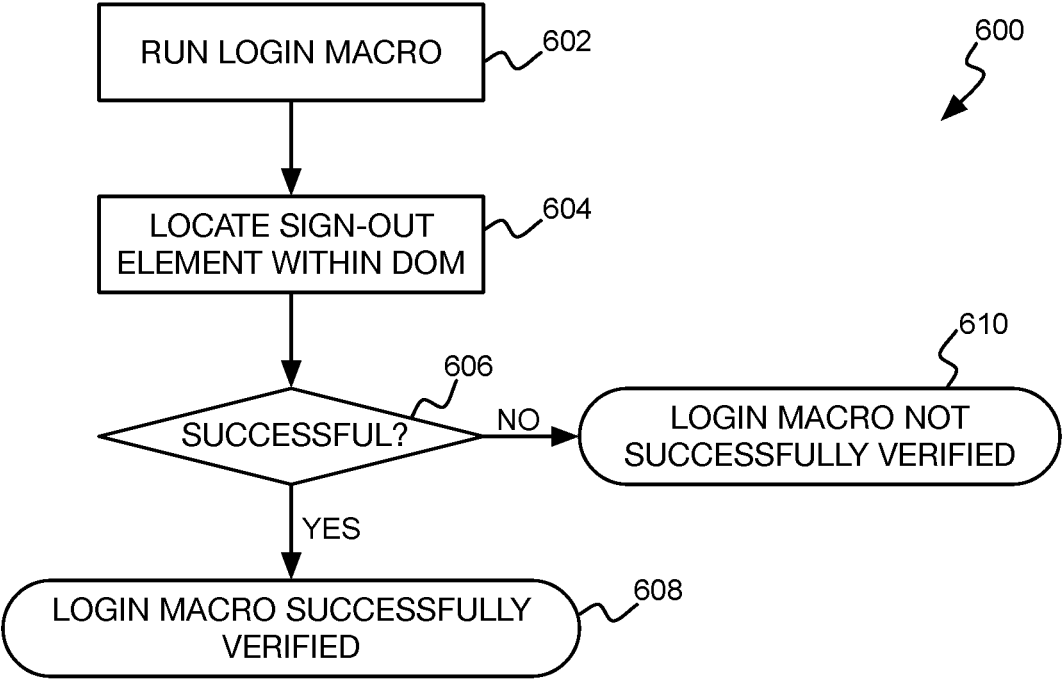 RUN LOGIN MACRO
602
600
LOCATE SIGN-OUT
ELEMENT WITHIN DOM
604
606
SUCCESSFUL?
NO
610
LOGIN MACRO NOT
SUCCESSFULLY VERIFIED
YES
LOGIN MACRO SUCCESSFULLY
VERIFIED
608